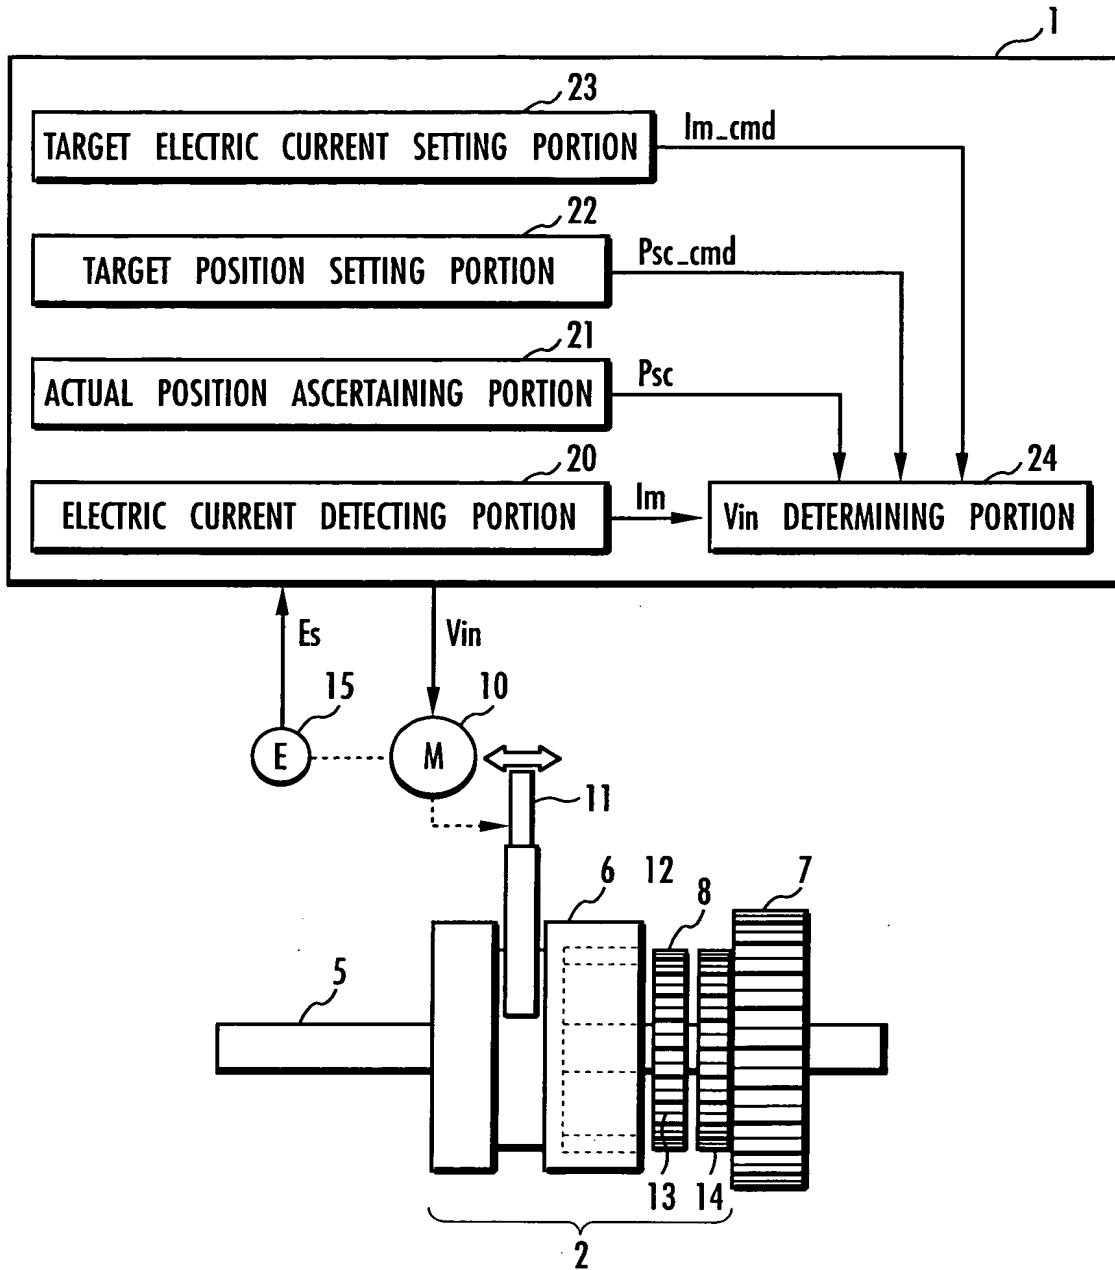 1
23
TARGET ELECTRIC CURRENT SETTING PORTION
Im_cmd
22
TARGET POSITION SETTING PORTION
Psc_cmd
21
ACTUAL POSITION ASCERTAINING PORTION
Psc
20
ELECTRIC CURRENT DETECTING PORTION
Im
24
Vin DETERMINING PORTION
Es
Vin
15
10
E
M
11
6
12
8
7
5
13
14
2